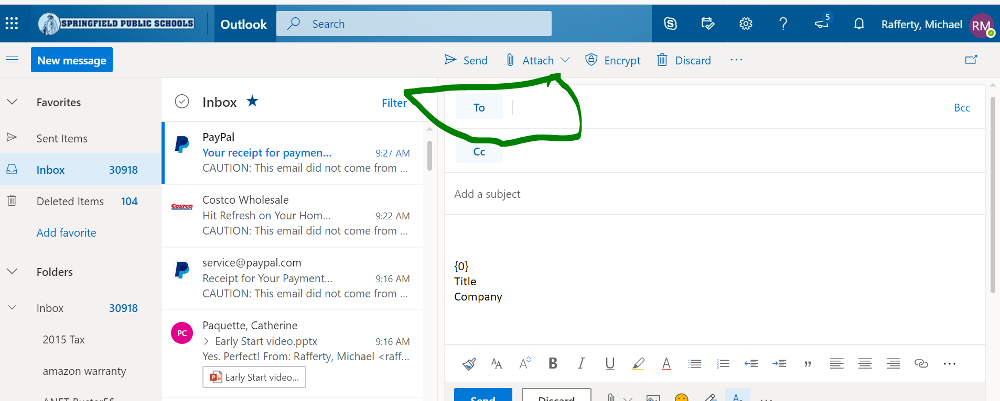 SPRINGFIELD PUBLIC SCHOOLS
Outlook
Search
5
Rafferty, Michael
RM
New message
Send
Attach
Encrypt
Discard
Favorites
Sent Items
Inbox 30918
Deleted Items 104
Add favorite
Folders
Inbox 30918
2015 Tax
amazon warranty
Inbox
Filter
PayPal
Your receipt for paymen... 9:27 AM
CAUTION: This email did not come from ...
COSTCO
WHOLESALE
Costco Wholesale
Hit Refresh on Your Hom... 9:22 AM
CAUTION: This email did not come from ...
service@paypal.com
Receipt for Your Payment... 9:16 AM
CAUTION: This email did not come from ...
PC
Paquette, Catherine
> Early Start video.pptx 9:16 AM
Yes. Perfect! From: Rafferty, Michael <raff...
Early Start video...
To
Bcc
Cc
Add a subject
{0}
Title
Company
Send
Discard